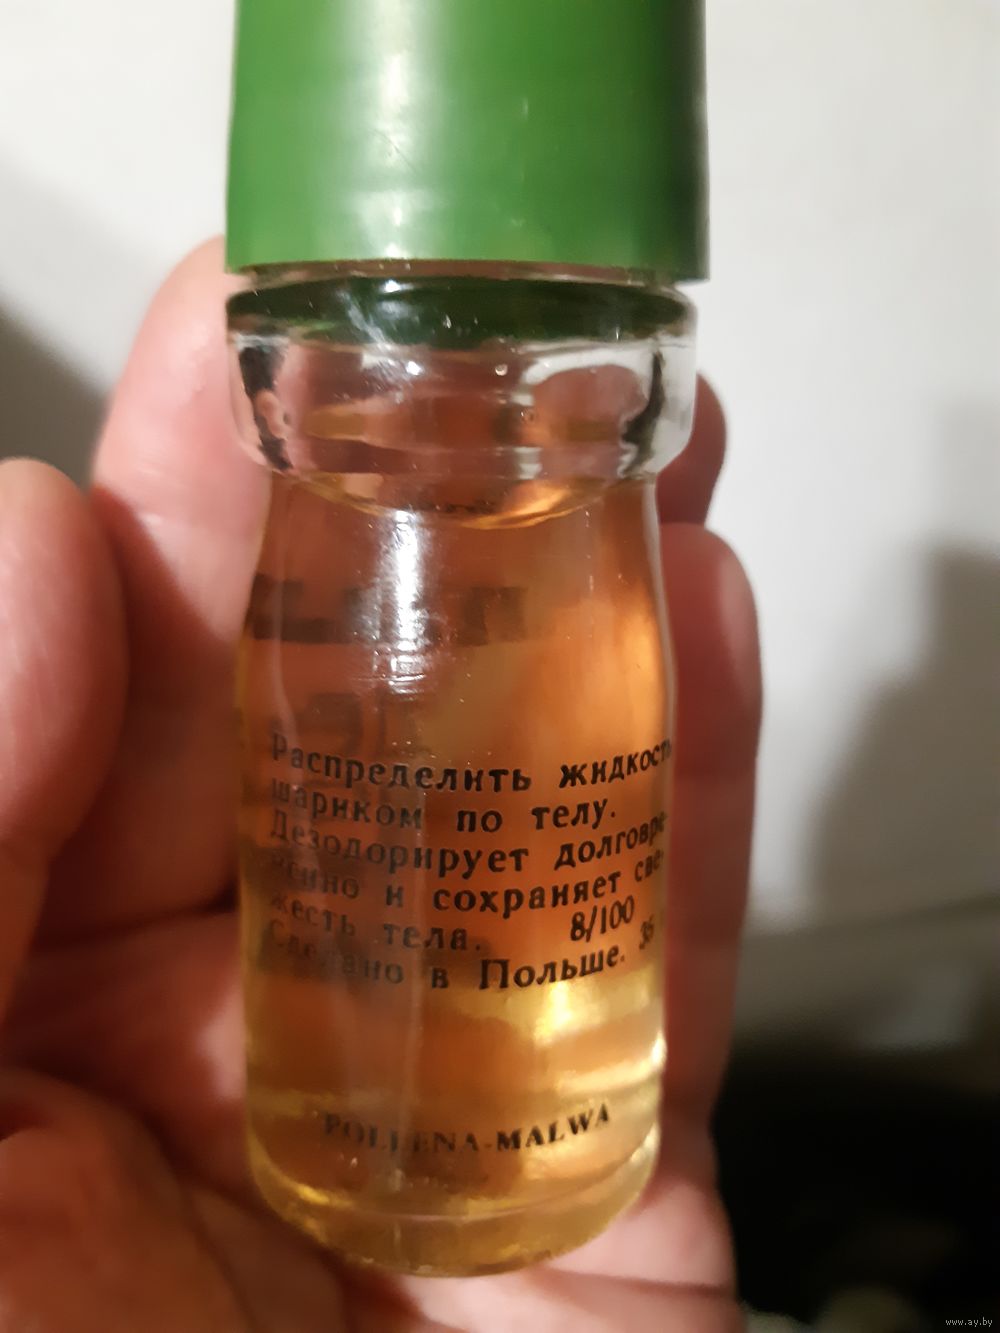 Распределить жидкость
шариком по телу.
Дезодорирует долговре-
менно и сохраняет све-
жесть тела. 8/100
Сделано в Польше. 35
POLLENA-MALWA
www.ay.by